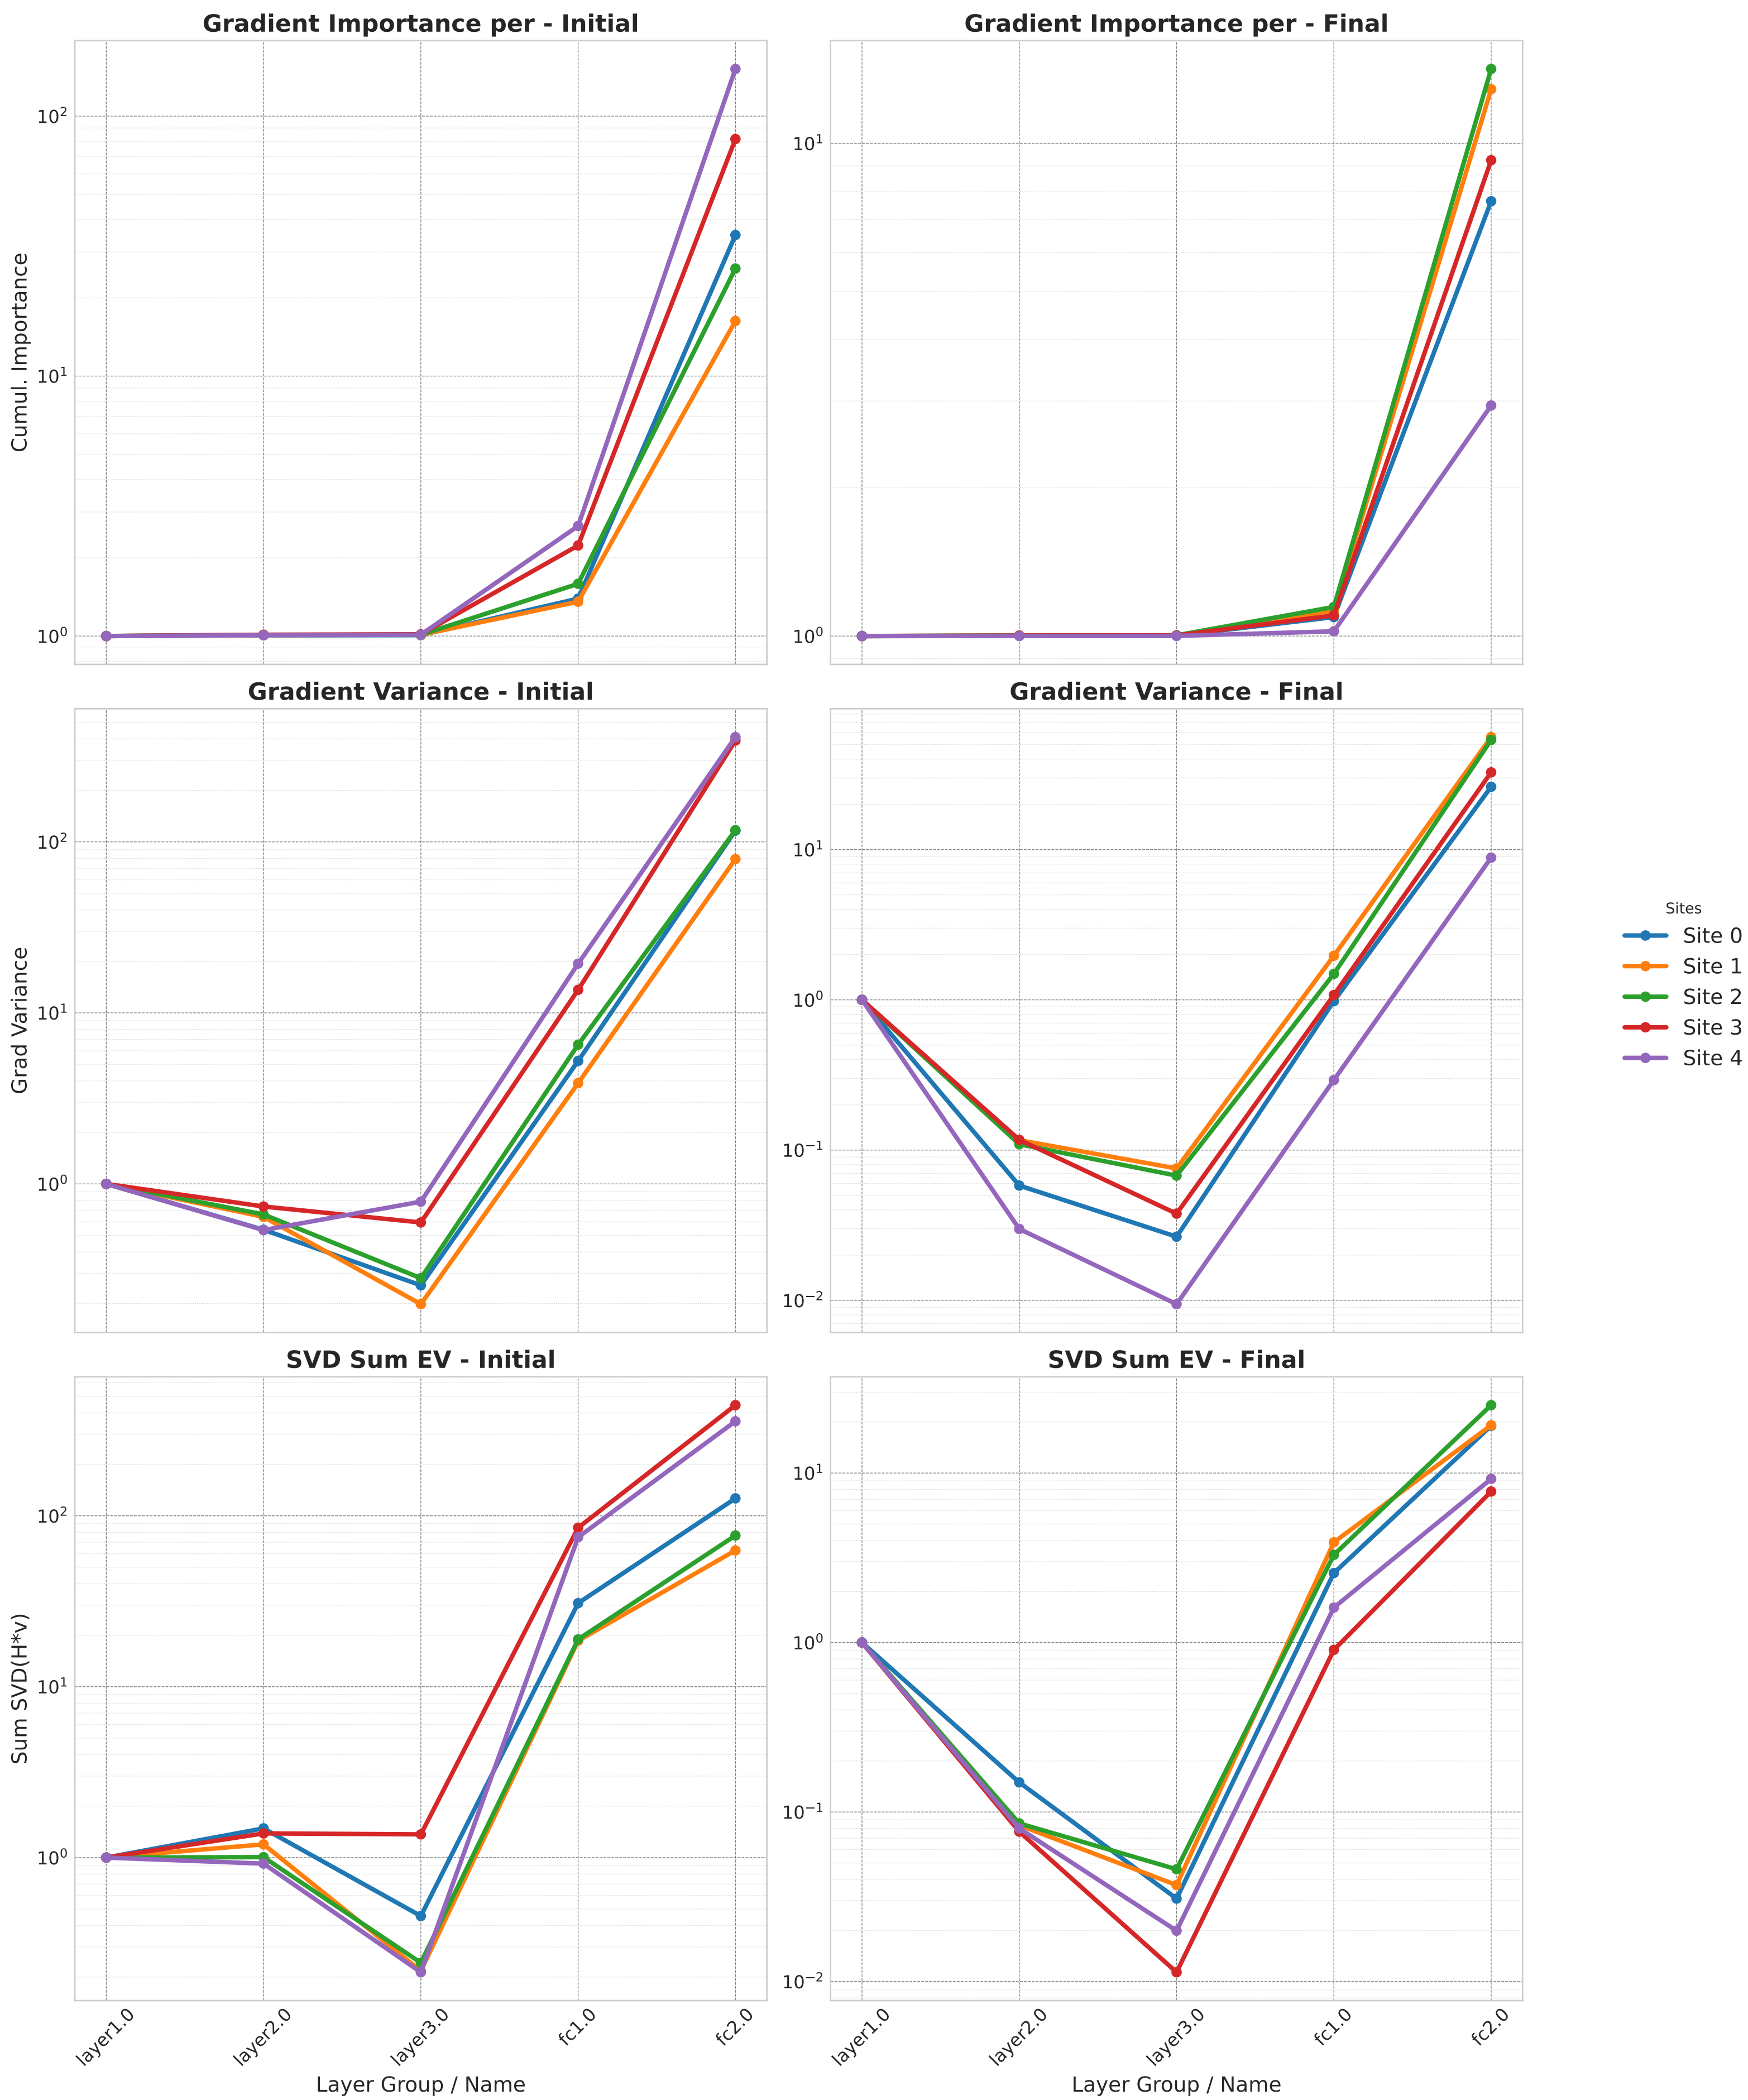 Gradient Importance per - Initial
Gradient Importance per - Final
Cumul. Importance
10²
10¹
10⁰
10¹
10⁰
Gradient Variance - Initial
Gradient Variance - Final
Grad Variance
10²
10¹
10⁰
10¹
10⁰
10⁻¹
10⁻²
Sites
Site 0
Site 1
Site 2
Site 3
Site 4
SVD Sum EV - Initial
SVD Sum EV - Final
Sum SVD(H*v)
10²
10¹
10⁰
10¹
10⁰
10⁻¹
10⁻²
layer1.0
layer2.0
layer3.0
fc1.0
fc2.0
layer1.0
layer2.0
layer3.0
fc1.0
fc2.0
Layer Group / Name
Layer Group / Name